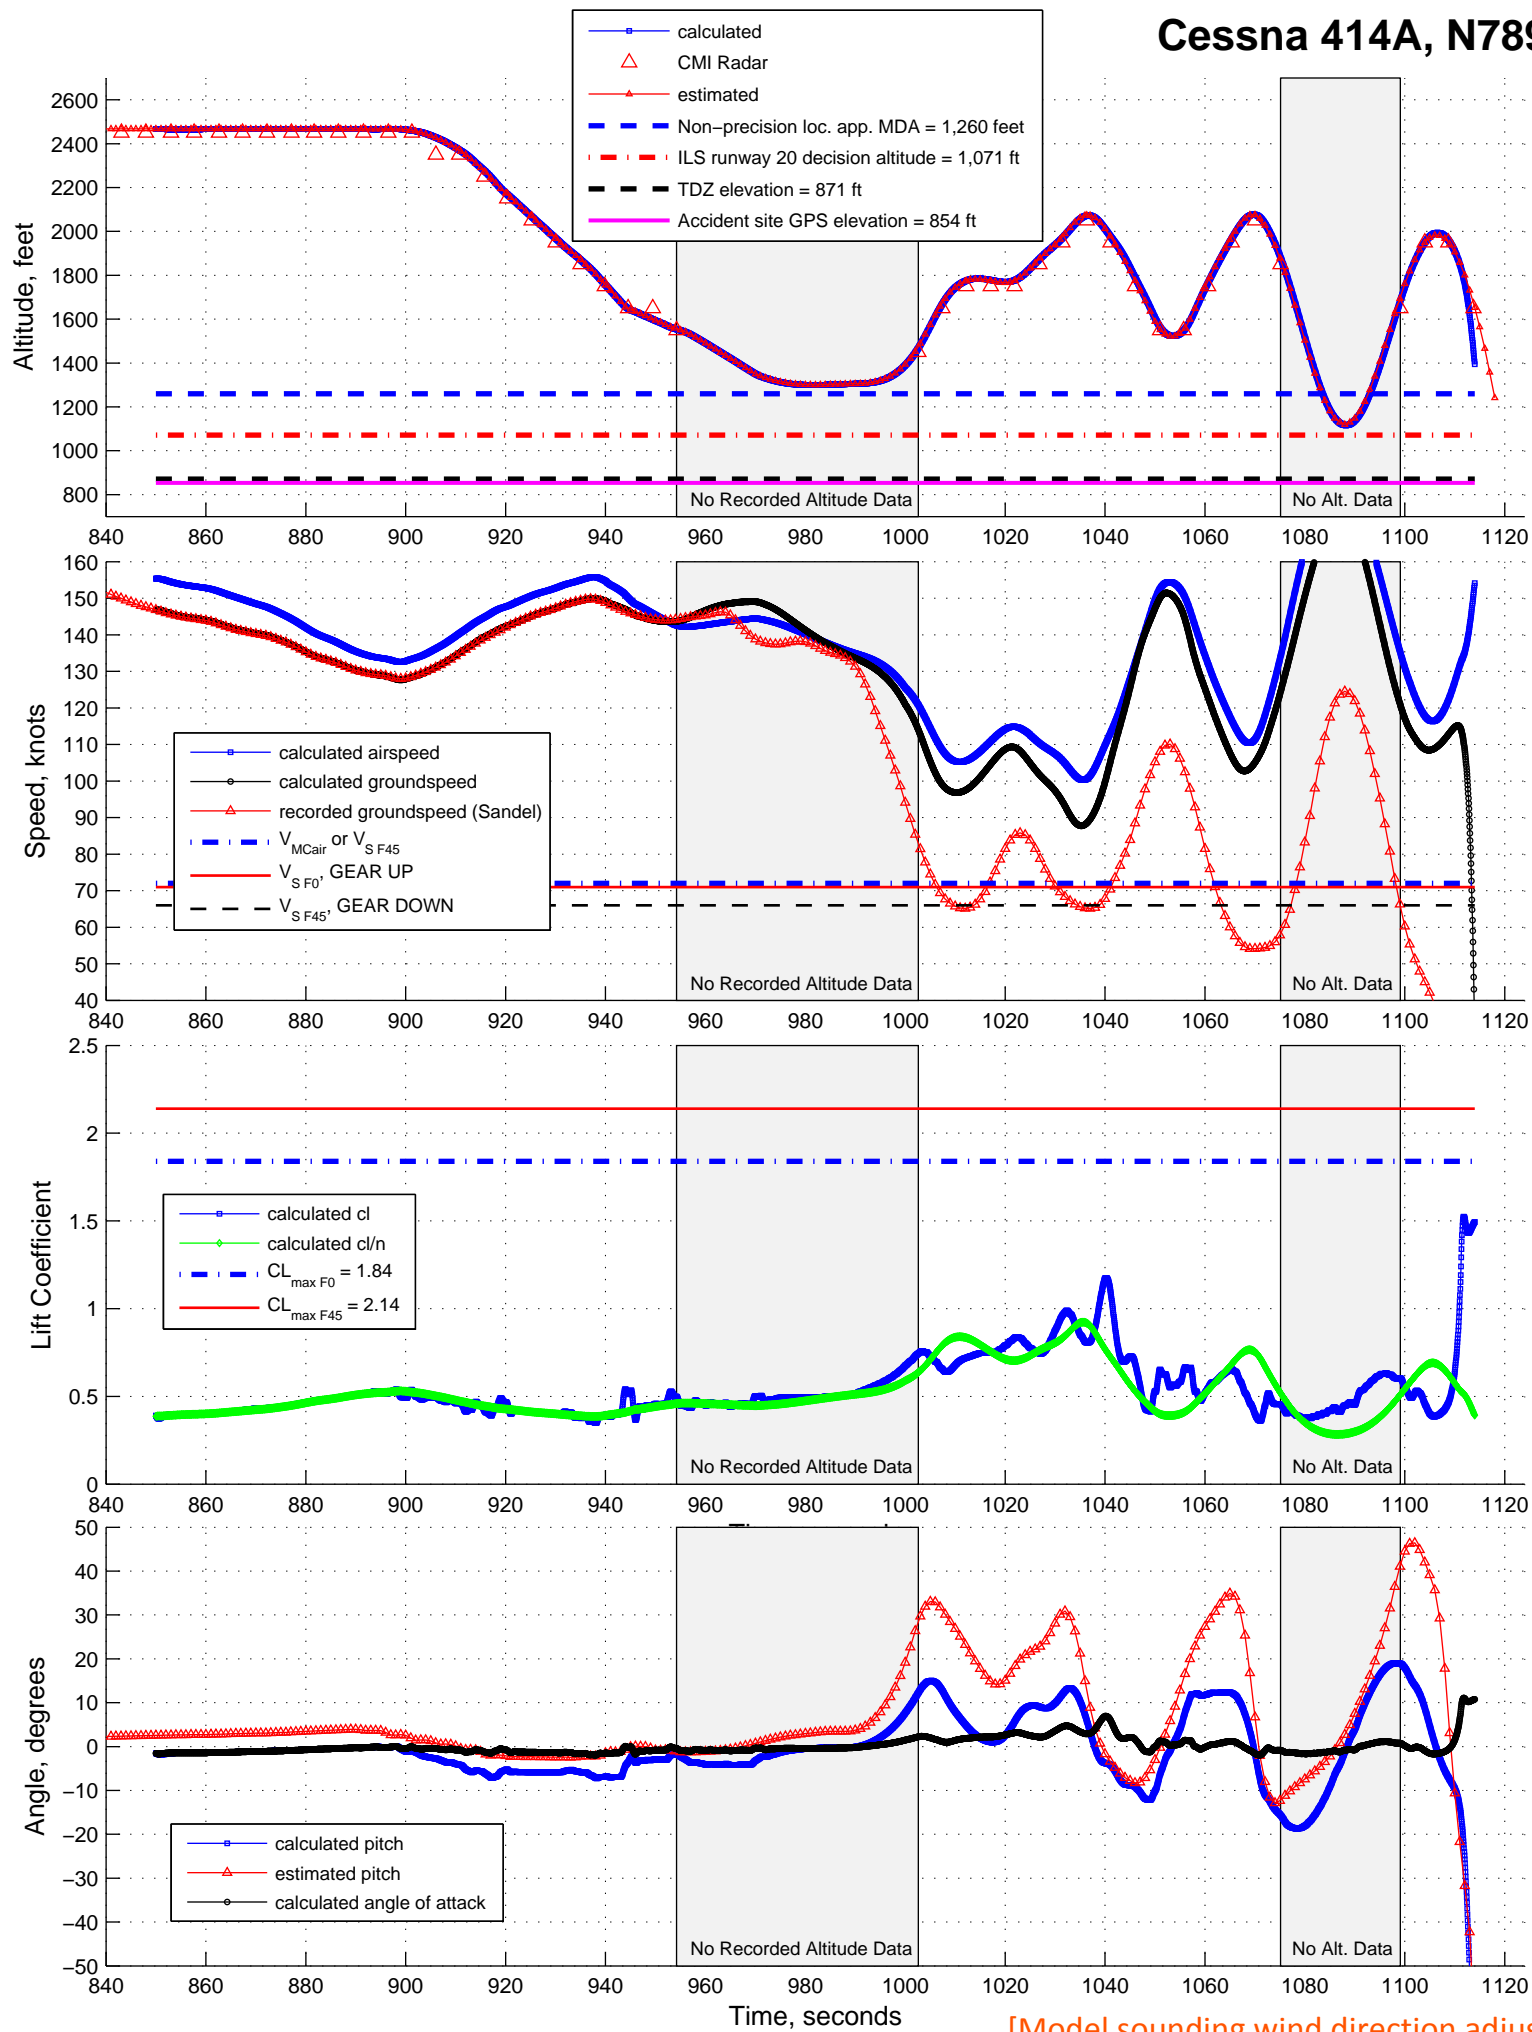 Cessna 414A, N789
calculated
CMI Radar
estimated
Non−precision loc. app. MDA = 1,260 feet
ILS runway 20 decision altitude = 1,071 ft
TDZ elevation = 871 ft
Accident site GPS elevation = 854 ft
Altitude, feet
2600
2400
2200
2000
1800
1600
1400
1200
1000
800
No Recorded Altitude Data
No Alt. Data
840 860 880 900 920 940 960 980 1000 1020 1040 1060 1080 1100 1120
Speed, knots
160
150
140
130
120
110
100
90
80
70
60
50
40
calculated airspeed
calculated groundspeed
recorded groundspeed (Sandel)
VMCair or VS F45
VS F0, GEAR UP
VS F45, GEAR DOWN
No Recorded Altitude Data
No Alt. Data
840 860 880 900 920 940 960 980 1000 1020 1040 1060 1080 1100 1120
Lift Coefficient
2.5
2
1.5
1
0.5
0
calculated cl
calculated cl/n
CLmax F0 = 1.84
CLmax F45 = 2.14
No Recorded Altitude Data
No Alt. Data
840 860 880 900 920 940 960 980 1000 1020 1040 1060 1080 1100 1120
Angle, degrees
50
40
30
20
10
0
−10
−20
−30
−40
−50
calculated pitch
estimated pitch
calculated angle of attack
No Recorded Altitude Data
No Alt. Data
840 860 880 900 920 940 960 980 1000 1020 1040 1060 1080 1100 1120
Time, seconds
[Model sounding wind direction adjus